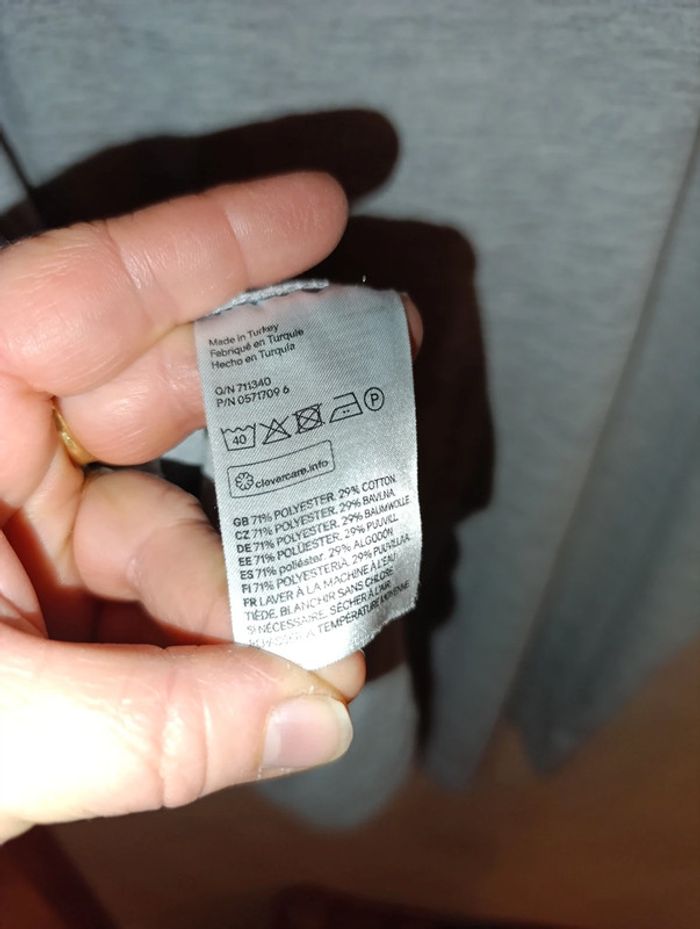 Made in Turkey
Fabriqué en Turquie
Hecho en Turquía
O/N 711340
P/N 0571709 6
40 P
clevercare.info
GB 71% POLYESTER. 29% COTTON.
CZ 71% POLYESTER. 29% BAVLNA.
DE 71% POLYESTER. 29% BAUMWOLLE.
EE 71% POLÜESTER. 29% PUUVILL
ES 71% poliéster. 29% ALGODÓN
FI 71% POLYESTERIA. 29% PUUVILLAA
FR LAVER À LA MACHINE À L'EAU
TIÈDE, BLANCHIR SANS CHLORE
SI NÉCESSAIRE, SÉCHER À L'AIR,
À TEMPÉRATURE MOYENNE